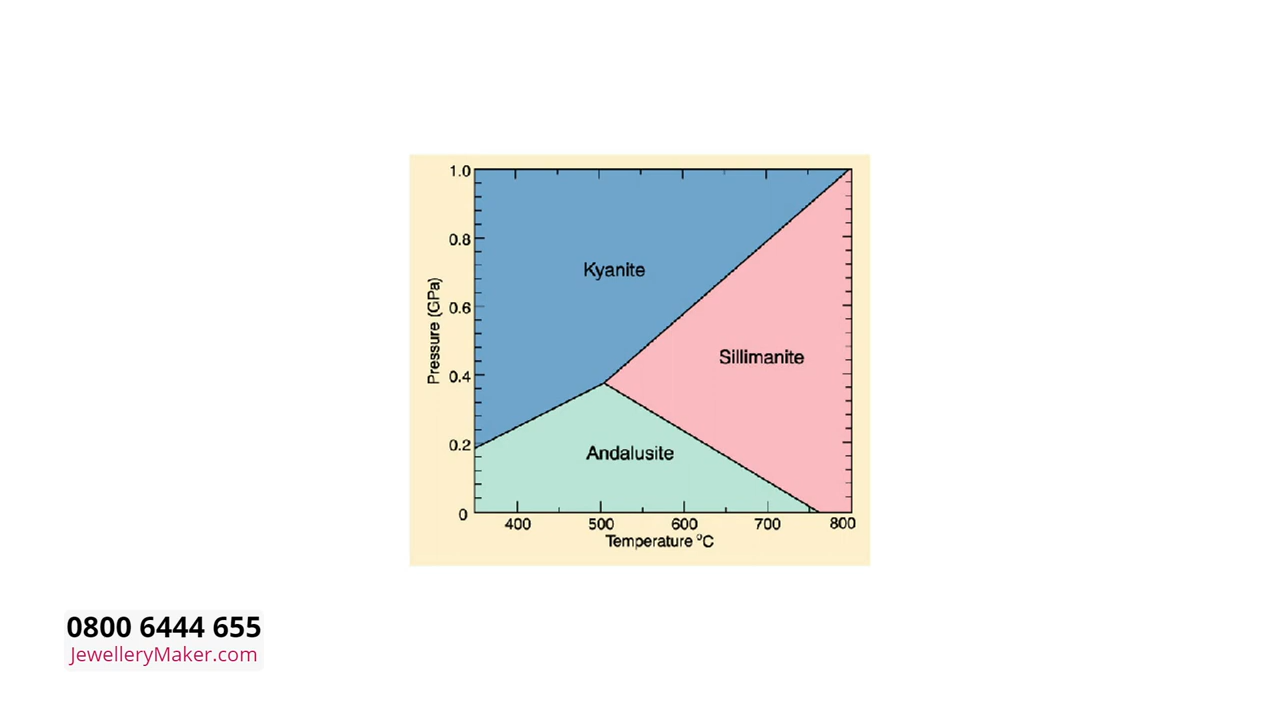 1.0
0.8
Kyanite
0.6
Pressure (GPa)
Sillimanite
0.4
0.2
Andalusite
0
400 500 600 700 800
Temperature °C
0800 6444 655
JewelleryMaker.com